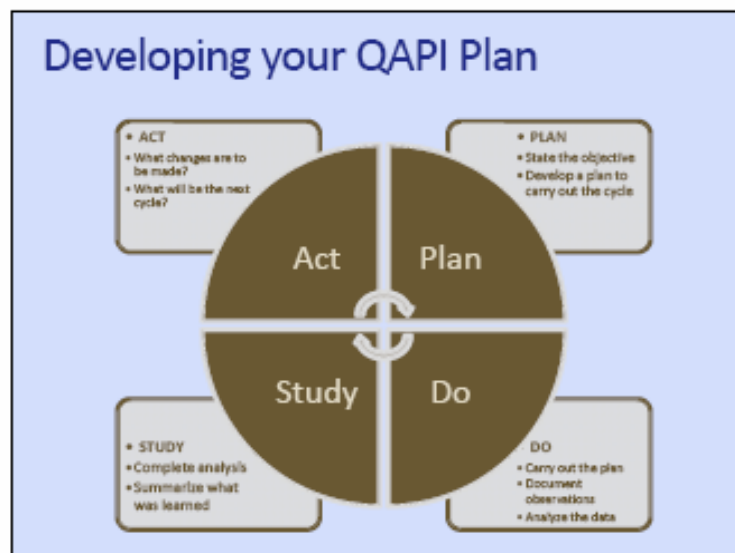 Developing your QAPI Plan
• ACT
• What changes are to
be made?
• What will be the next
cycle?
• PLAN
• State the objective
• Develop a plan to
carry out the cycle
Act
Plan
Study
Do
• STUDY
• Complete analysis
• Summarize what
was learned
• DO
• Carry out the plan
• Document
observations
• Analyze the data